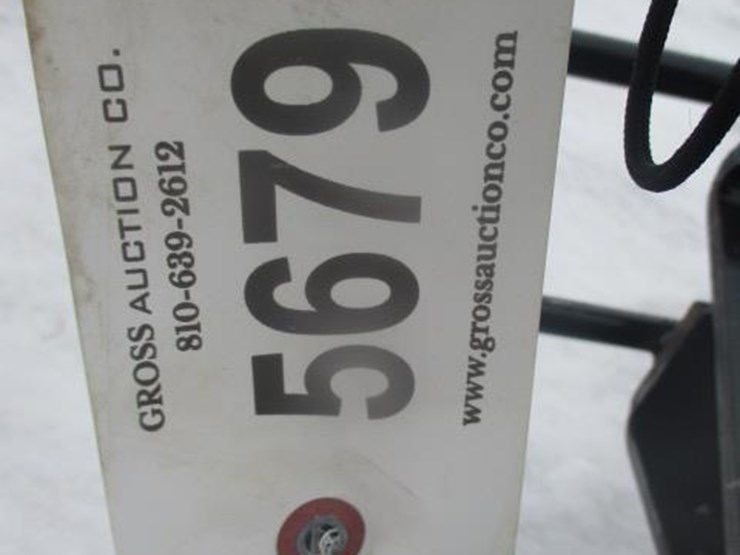 GROSS AUCTION CO.
810-639-2612
5679
www.grossauctionco.com